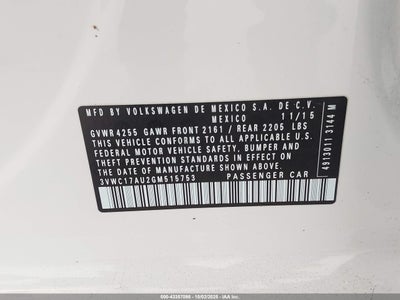 MFD BY VOLKSWAGEN DE MEXICO S.A. DE C.V.
MEXICO 11/15
GVWR 4255 GAWR FRONT 2161 / REAR 2205 LBS
THIS VEHICLE CONFORMS TO ALL APPLICABLE U.S.
FEDERAL MOTOR VEHICLE SAFETY, BUMPER AND
THEFT PREVENTION STANDARDS IN EFFECT ON
THE DATE OF MANUFACTURE SHOWN ABOVE.
3VWC17AU2GM515753 PASSENGER CAR
4913011 3144 M